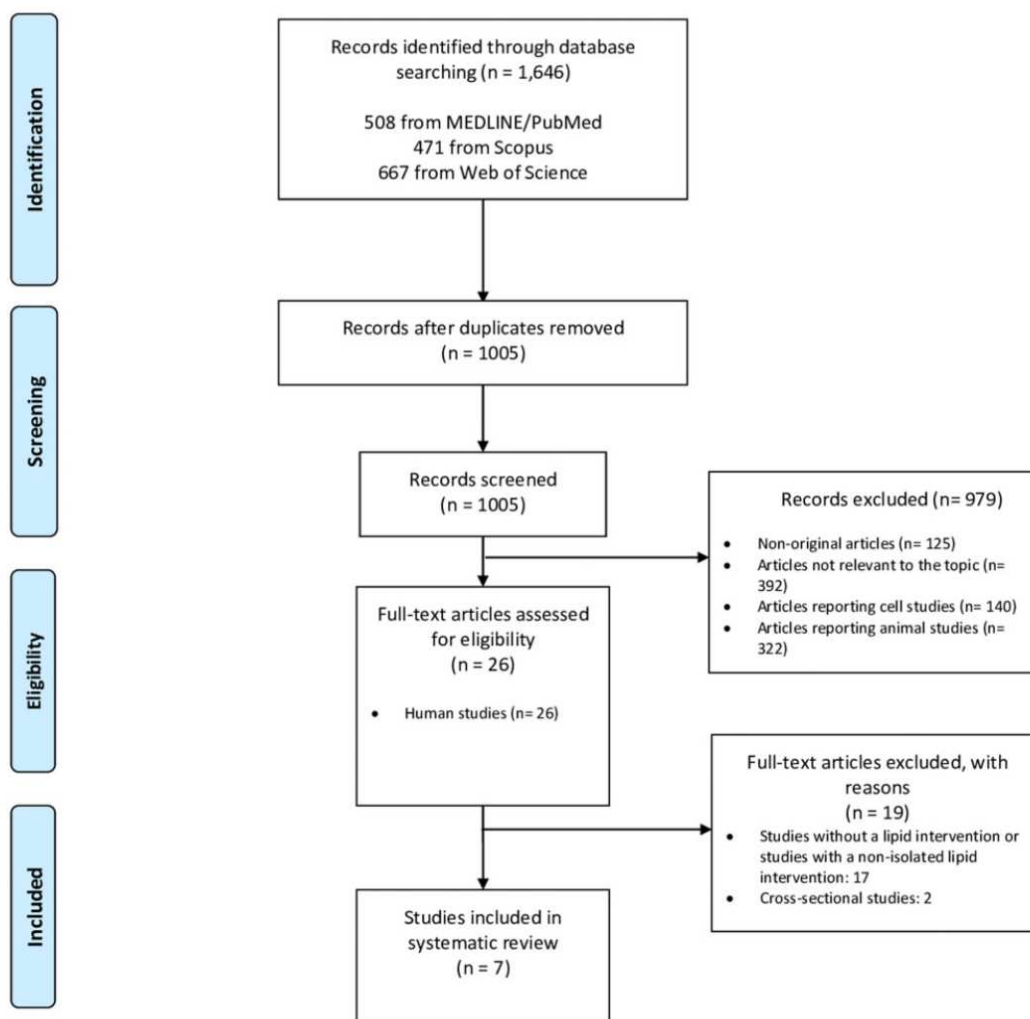 Identification
Records identified through database
searching (n = 1,646)
508 from MEDLINE/PubMed
471 from Scopus
667 from Web of Science
Screening
Records after duplicates removed
(n = 1005)
Records screened
(n = 1005)
Records excluded (n= 979)
• Non-original articles (n= 125)
• Articles not relevant to the topic (n=
392)
• Articles reporting cell studies (n= 140)
• Articles reporting animal studies (n=
322)
Eligibility
Full-text articles assessed
for eligibility
(n = 26)
• Human studies (n= 26)
Full-text articles excluded, with
reasons
(n = 19)
• Studies without a lipid intervention or
studies with a non-isolated lipid
intervention: 17
• Cross-sectional studies: 2
Included
Studies included in
systematic review
(n = 7)